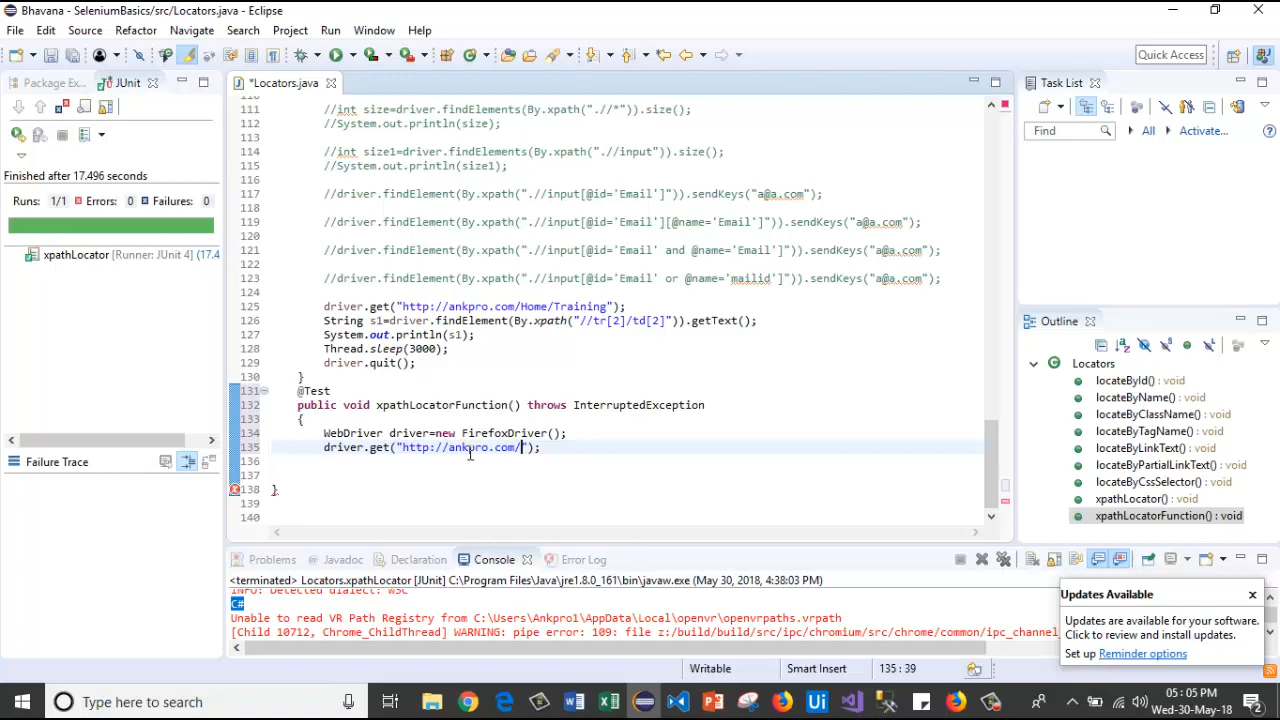 Bhavana - SeleniumBasics/src/Locators.java - Eclipse
File Edit Source Refactor Navigate Search Project Run Window Help
Quick Access
Package Ex
JUnit
*Locators.java
Task List
Find
All
Activate...
Finished after 17.496 seconds
Runs: 1/1 Errors: 0 Failures: 0
xpathLocator [Runner: JUnit 4] (17.4
Failure Trace
111 //int size=driver.findElements(By.xpath(".//*")).size();
112 //System.out.println(size);
113
114 //int size1=driver.findElements(By.xpath(".//input")).size();
115 //System.out.println(size1);
116
117 //driver.findElement(By.xpath(".//input[@id='Email']")).sendKeys("a@a.com");
118
119 //driver.findElement(By.xpath(".//input[@id='Email'][@name='Email']")).sendKeys("a@a.com");
120
121 //driver.findElement(By.xpath(".//input[@id='Email' and @name='Email']")).sendKeys("a@a.com");
122
123 //driver.findElement(By.xpath(".//input[@id='Email' or @name='mailid']")).sendKeys("a@a.com");
124
125 driver.get("http://ankpro.com/Home/Training");
126 String s1=driver.findElement(By.xpath("//tr[2]/td[2]")).getText();
127 System.out.println(s1);
128 Thread.sleep(3000);
129 driver.quit();
130 }
131 @Test
132 public void xpathLocatorFunction() throws InterruptedException
133 {
134 WebDriver driver=new FirefoxDriver();
135 driver.get("http://ankpro.com/");
136
137
138 }
139
140
Outline
Locators
locateById() : void
locateByName() : void
locateByClassName() : void
locateByTagName() : void
locateByLinkText() : void
locateByPartialLinkText() : void
locateByCssSelector() : void
xpathLocator() : void
xpathLocatorFunction() : void
Problems
Javadoc
Declaration
Console
Error Log
<terminated> Locators.xpathLocator [JUnit] C:\Program Files\Java\jre1.8.0_161\bin\javaw.exe (May 30, 2018, 4:38:03 PM)
INFO: Detected dialect: W3C
C#
Unable to read VR Path Registry from C:\Users\Ankpro1\AppData\Local\openvr\openvrpaths.vrpath
[Child 10712, Chrome_ChildThread] WARNING: pipe error: 109: file z:/build/build/src/ipc/chromium/src/chrome/common/ipc_channel
Updates Available
Updates are available for your software.
Click to review and install updates.
Set up Reminder options
Writable
Smart Insert
135 : 39
Type here to search
05:05 PM
Wed-30-May-18
2